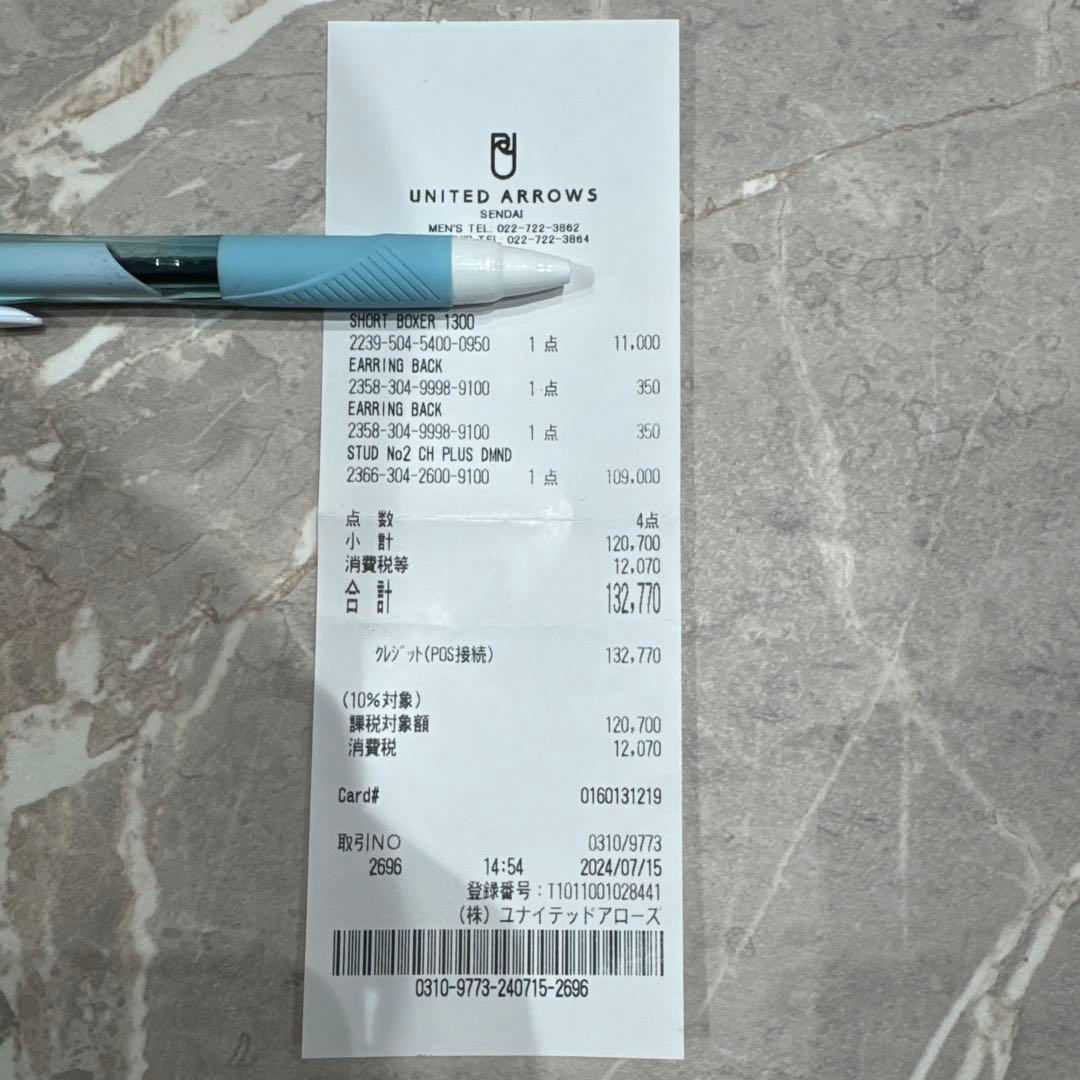 UNITED ARROWS
SENDAI
MEN'S TEL: 022-722-3862
TEL: 022-722-3864
SHORT BOXER 1300
2239-504-5400-0950 1 点 11,000
EARRING BACK
2358-304-9998-9100 1 点 350
EARRING BACK
2358-304-9998-9100 1 点 350
STUD No2 CH PLUS DMND
2366-304-2600-9100 1 点 109,000
点 数 4点
小 計 120,700
消費税等 12,070
合 計 132,770
クレジット(POS接続) 132,770
(10%対象)
課税対象額 120,700
消費税 12,070
Card# 0160131219
取引NO 0310/9773
2696 14:54 2024/07/15
登録番号:T1011001028441
(株) ユナイテッドアローズ
0310-9773-240715-2696